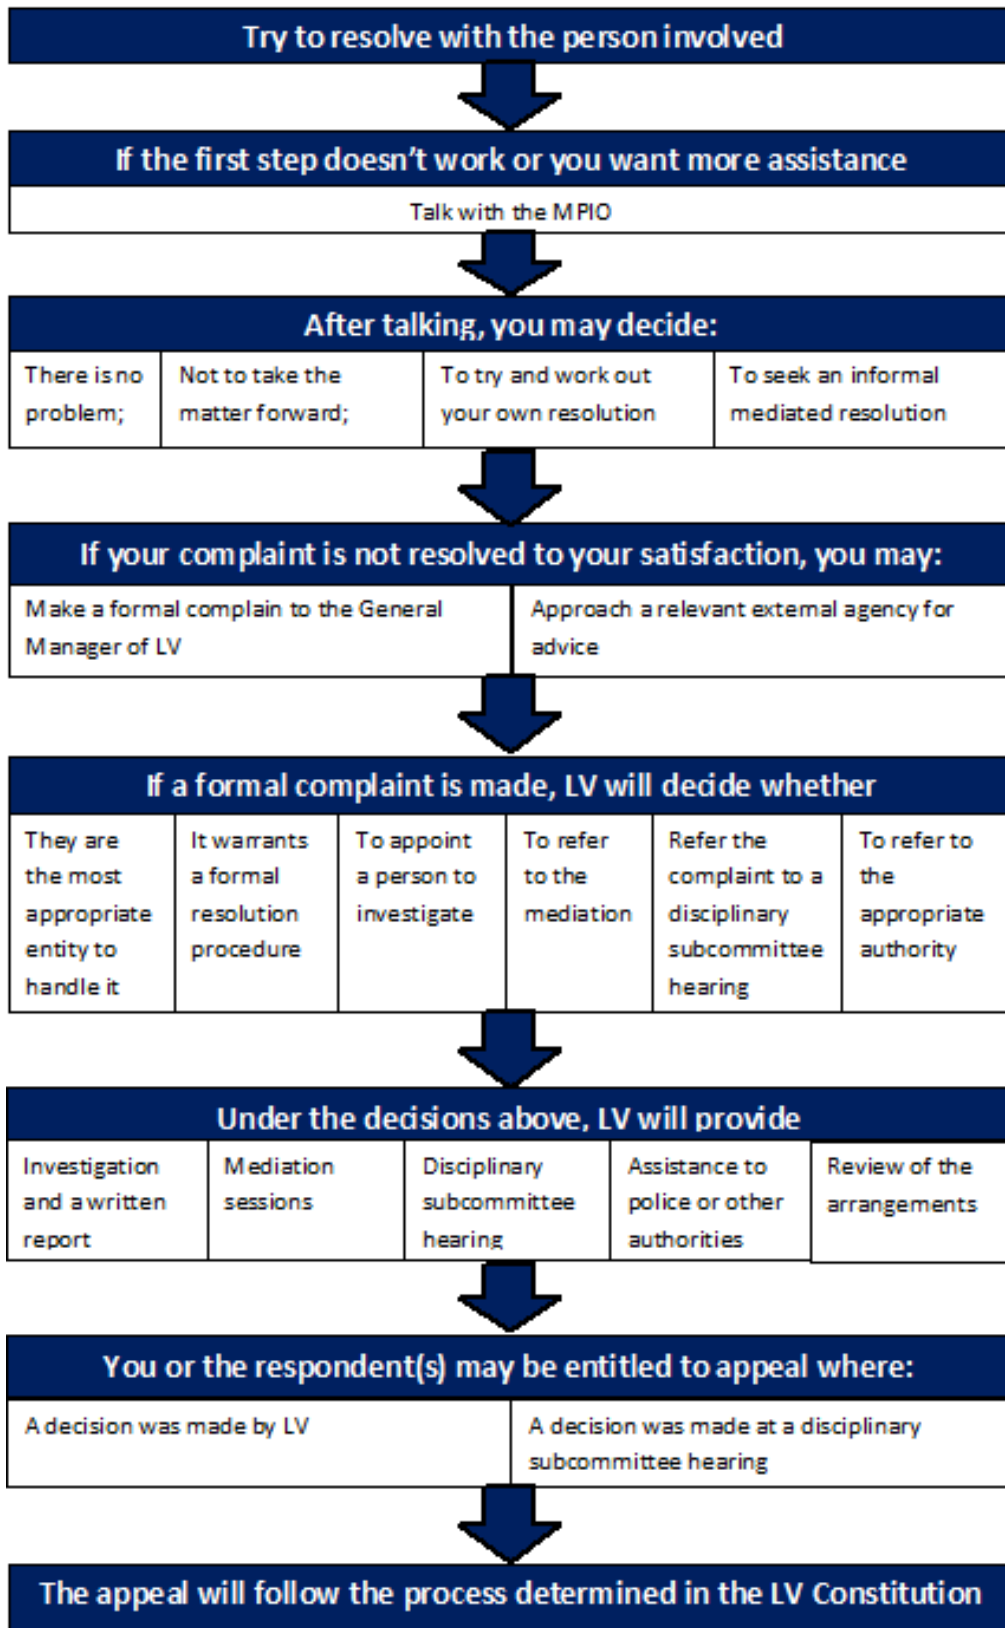 Try to resolve with the person involved
If the first step doesn't work or you want more assistance
Talk with the MPIO
After talking, you may decide:
There is no
problem;
Not to take the
matter forward;
To try and work out
your own resolution
To seek an informal
mediated resolution
If your complaint is not resolved to your satisfaction, you may:
Make a formal complain to the General
Manager of LV
Approach a relevant external agency for
advice
If a formal complaint is made, LV will decide whether
They are
the most
appropriate
entity to
handle it
It warrants
a formal
resolution
procedure
To appoint
a person to
investigate
To refer
to the
mediation
Refer the
complaint to a
disciplinary
subcommittee
hearing
To refer to
the
appropriate
authority
Under the decisions above, LV will provide
Investigation
and a written
report
Mediation
sessions
Disciplinary
subcommittee
hearing
Assistance to
police or other
authorities
Review of the
arrangements
You or the respondent(s) may be entitled to appeal where:
A decision was made by LV
A decision was made at a disciplinary
subcommittee hearing
The appeal will follow the process determined in the LV Constitution